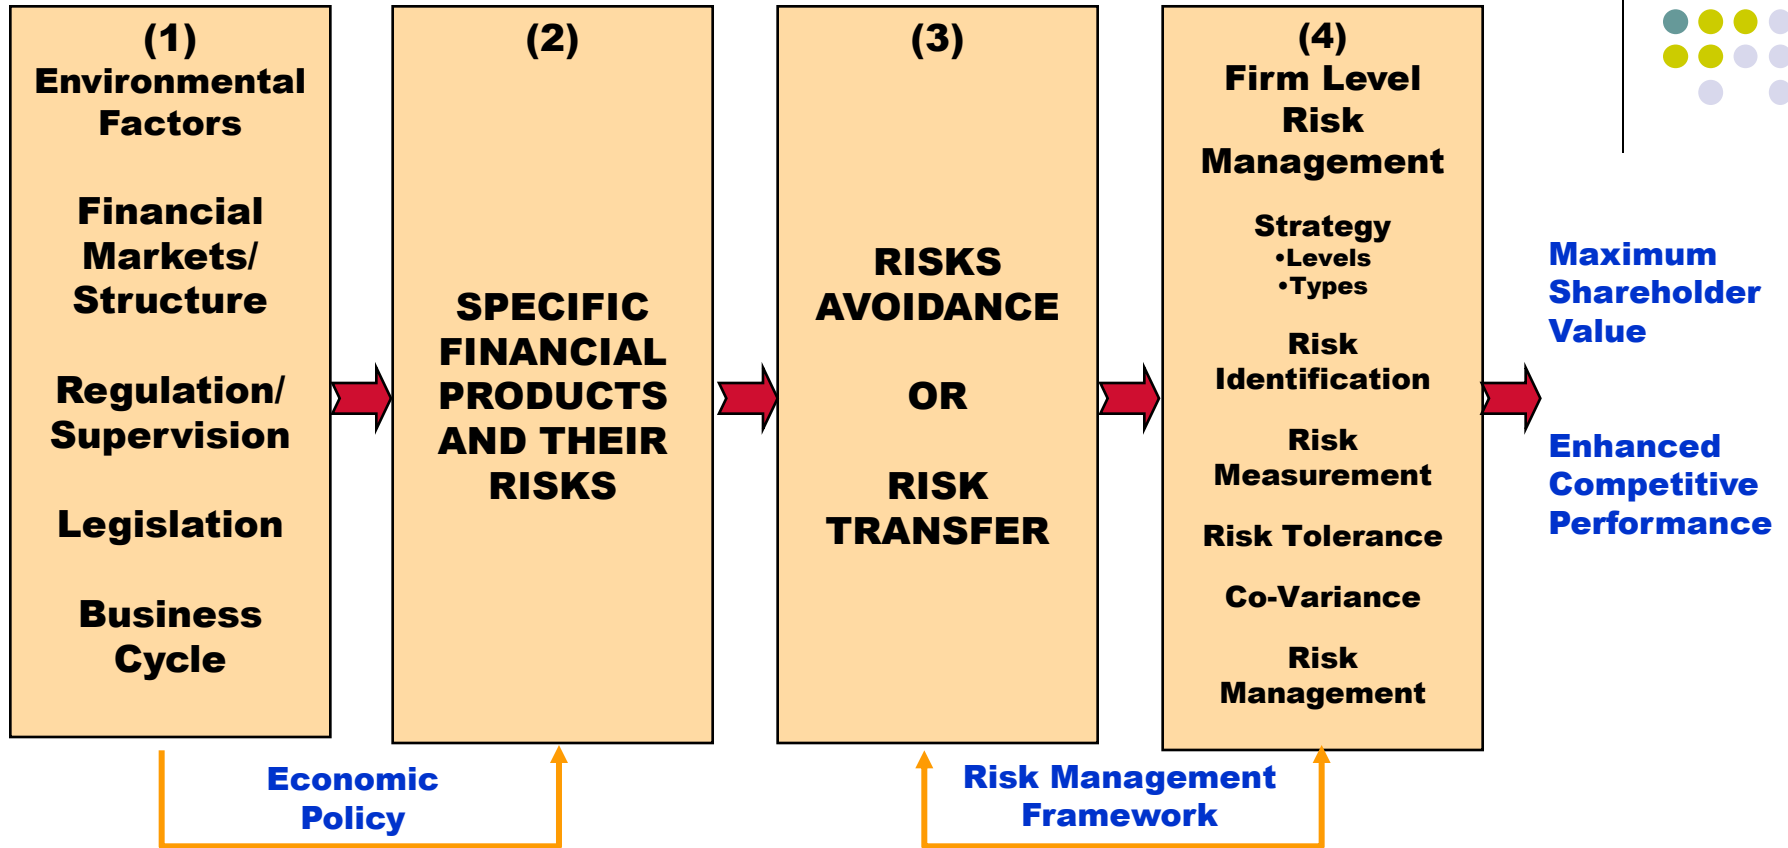 (1)
Environmental
Factors
Financial
Markets/
Structure
Regulation/
Supervision
Legislation
Business
Cycle
(2)
SPECIFIC
FINANCIAL
PRODUCTS
AND THEIR
RISKS
(3)
RISKS
AVOIDANCE
OR
RISK
TRANSFER
(4)
Firm Level
Risk
Management
Strategy
•Levels
•Types
Risk
Identification
Risk
Measurement
Risk Tolerance
Co-Variance
Risk
Management
Maximum
Shareholder
Value
Enhanced
Competitive
Performance
Economic
Policy
Risk Management
Framework